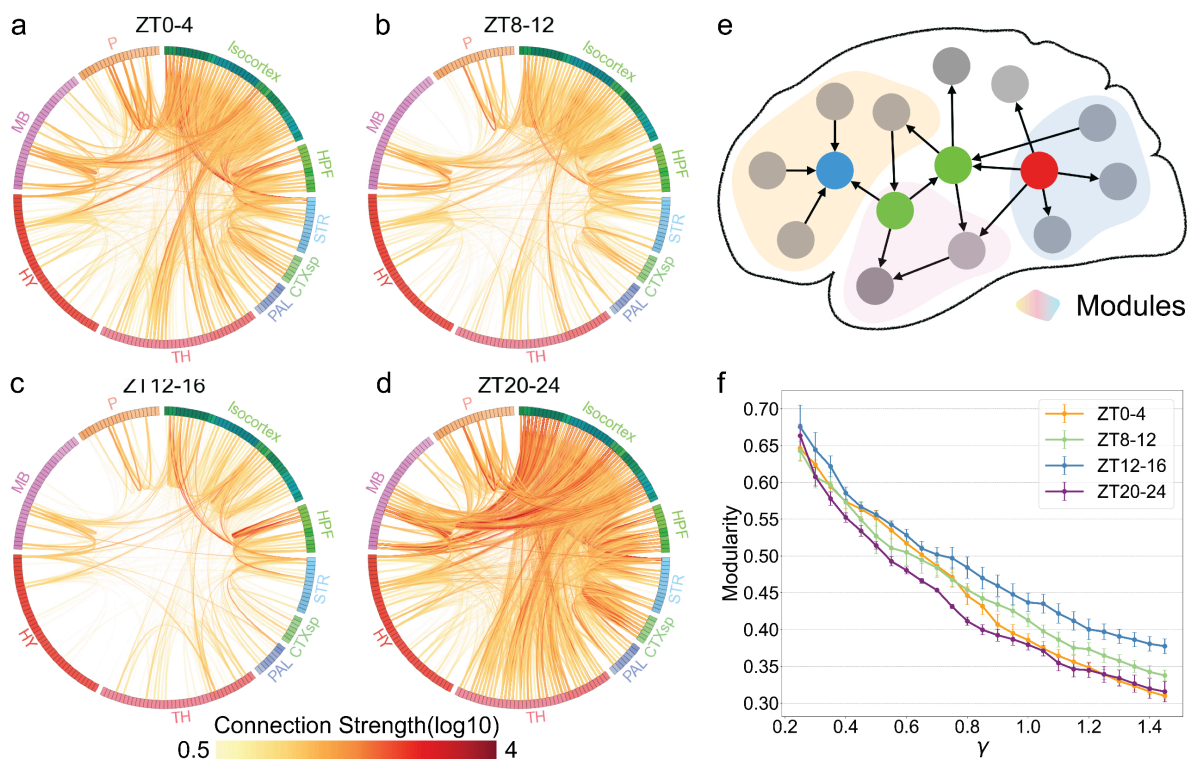 a
ZT0-4
P
Isocortex
MB
HPF
STR
HY
CTXsp
PAL
TH
b
ZT8-12
P
Isocortex
MB
HPF
STR
HY
CTXsp
PAL
TH
e
Modules
c
ZT12-16
P
Isocortex
MB
HPF
STR
HY
CTXsp
PAL
TH
d
ZT20-24
P
Isocortex
MB
HPF
STR
HY
CTXsp
PAL
TH
Connection Strength(log10)
0.5
4
f
ZT0-4
ZT8-12
ZT12-16
ZT20-24
Modularity
0.70
0.65
0.60
0.55
0.50
0.45
0.40
0.35
0.30
0.2 0.4 0.6 0.8 1.0 1.2 1.4
γ